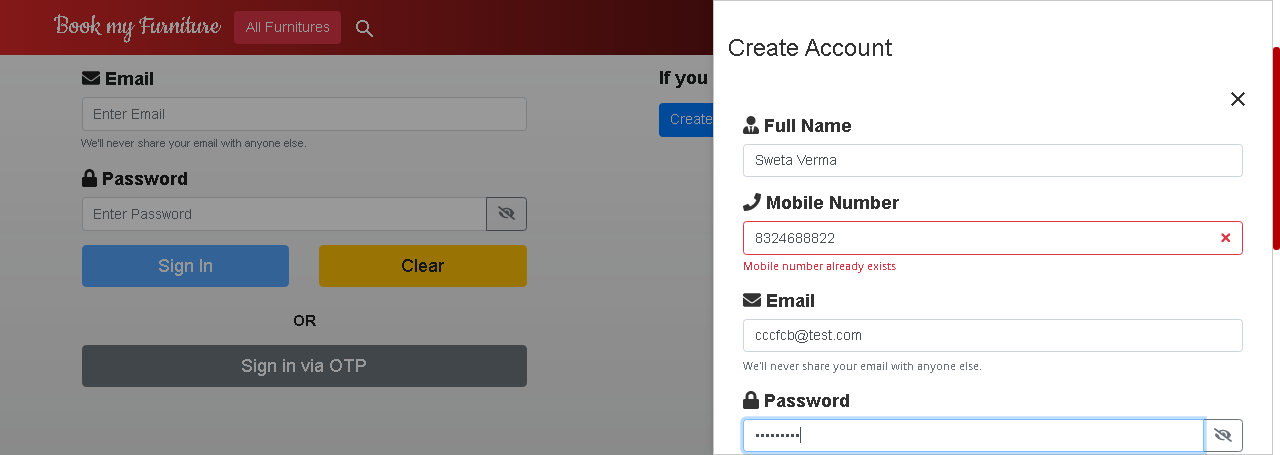 Book my Furniture All Furnitures
Email
Enter Email
We'll never share your email with anyone else.
Password
Enter Password
Sign In Clear
OR
Sign in via OTP
If you
Create
Create Account
Full Name
Sweta Verma
Mobile Number
8324688822
Mobile number already exists
Email
cccfcb@test.com
We'll never share your email with anyone else.
Password
•••••••••